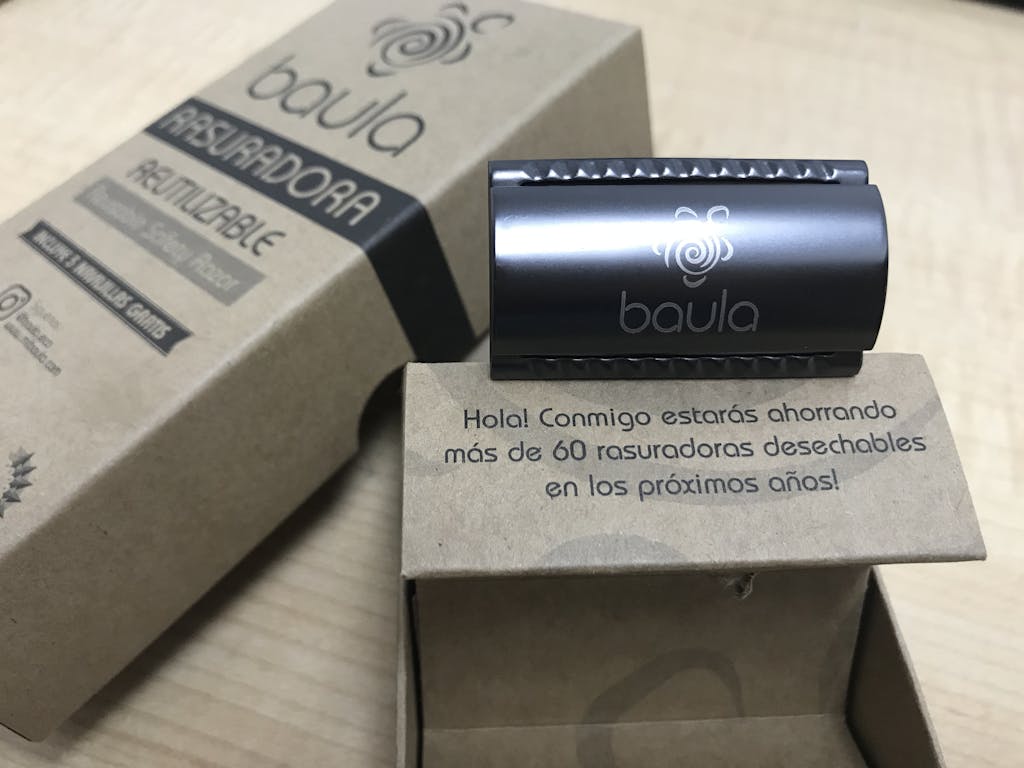 baula
RASURADORA
REUTILIZABLE
Reusable Safety Razor
INCLUYE 5 NAVAJILLAS GRATIS
baula
Hola! Conmigo estarás ahorrando
más de 60 rasuradoras desechables
en los próximos años!